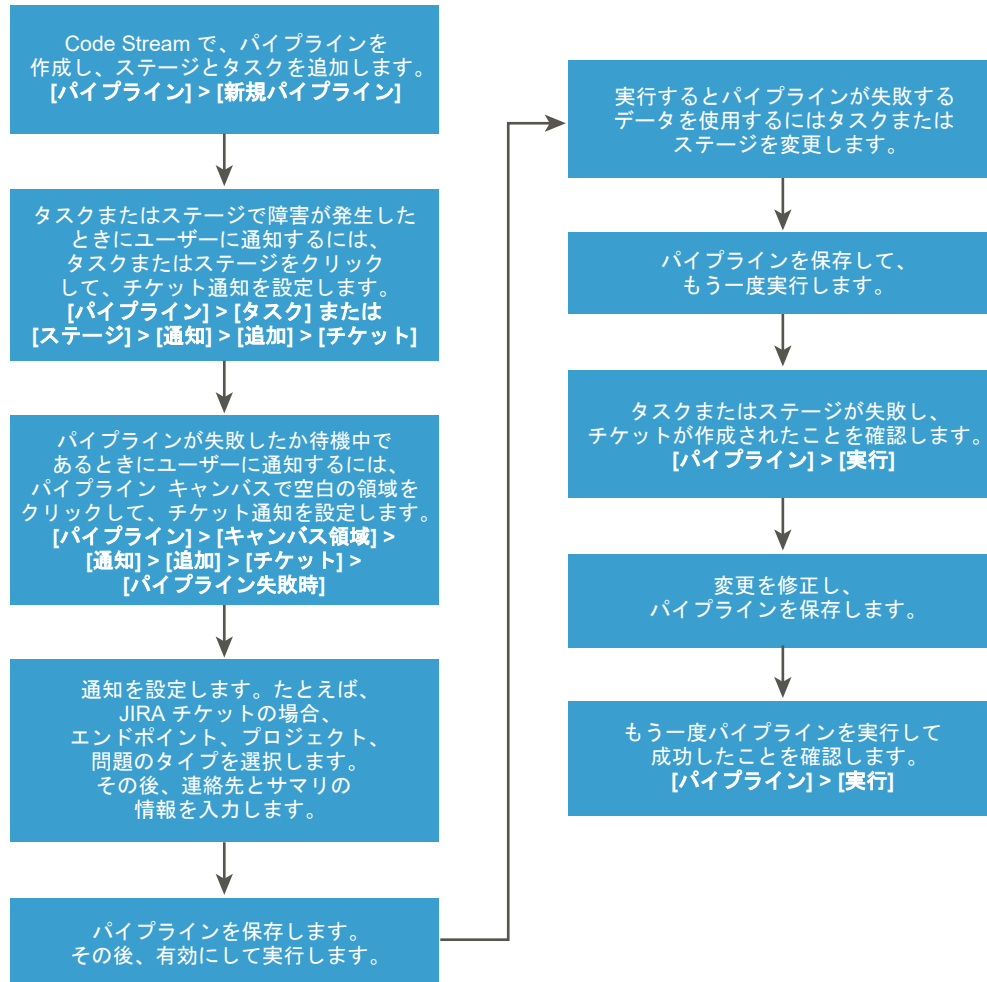 Code Stream で、パイプラインを
作成し、ステージとタスクを追加します。
[パイプライン] > [新規パイプライン]
タスクまたはステージで障害が発生した
ときにユーザーに通知するには、
タスクまたはステージをクリック
して、チケット通知を設定します。
[パイプライン] > [タスク] または
[ステージ] > [通知] > [追加] > [チケット]
パイプラインが失敗したか待機中で
あるときにユーザーに通知するには、
パイプライン キャンバスで空白の領域を
クリックして、チケット通知を設定します。
[パイプライン] > [キャンバス領域] >
[通知] > [追加] > [チケット] >
[パイプライン失敗時]
通知を設定します。たとえば、
JIRA チケットの場合、
エンドポイント、プロジェクト、
問題のタイプを選択します。
その後、連絡先とサマリの
情報を入力します。
パイプラインを保存します。
その後、有効にして実行します。
実行するとパイプラインが失敗する
データを使用するにはタスクまたは
ステージを変更します。
パイプラインを保存して、
もう一度実行します。
タスクまたはステージが失敗し、
チケットが作成されたことを確認します。
[パイプライン] > [実行]
変更を修正し、
パイプラインを保存します。
もう一度パイプラインを実行して
成功したことを確認します。
[パイプライン] > [実行]